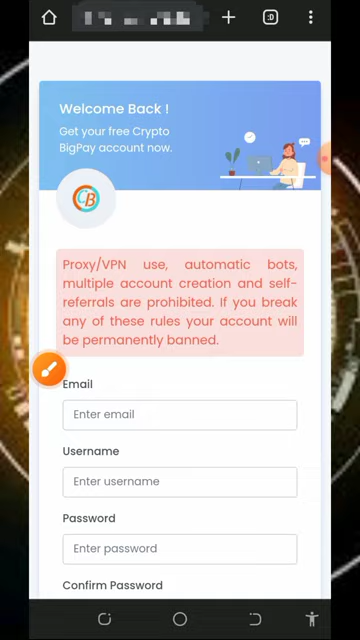 :D
Welcome Back !
Get your free Crypto
BigPay account now.
CB
Proxy/VPN use, automatic bots,
multiple account creation and self-
referrals are prohibited. If you break
any of these rules your account will
be permanently banned.
Email
Enter email
Username
Enter username
Password
Enter password
Confirm Password